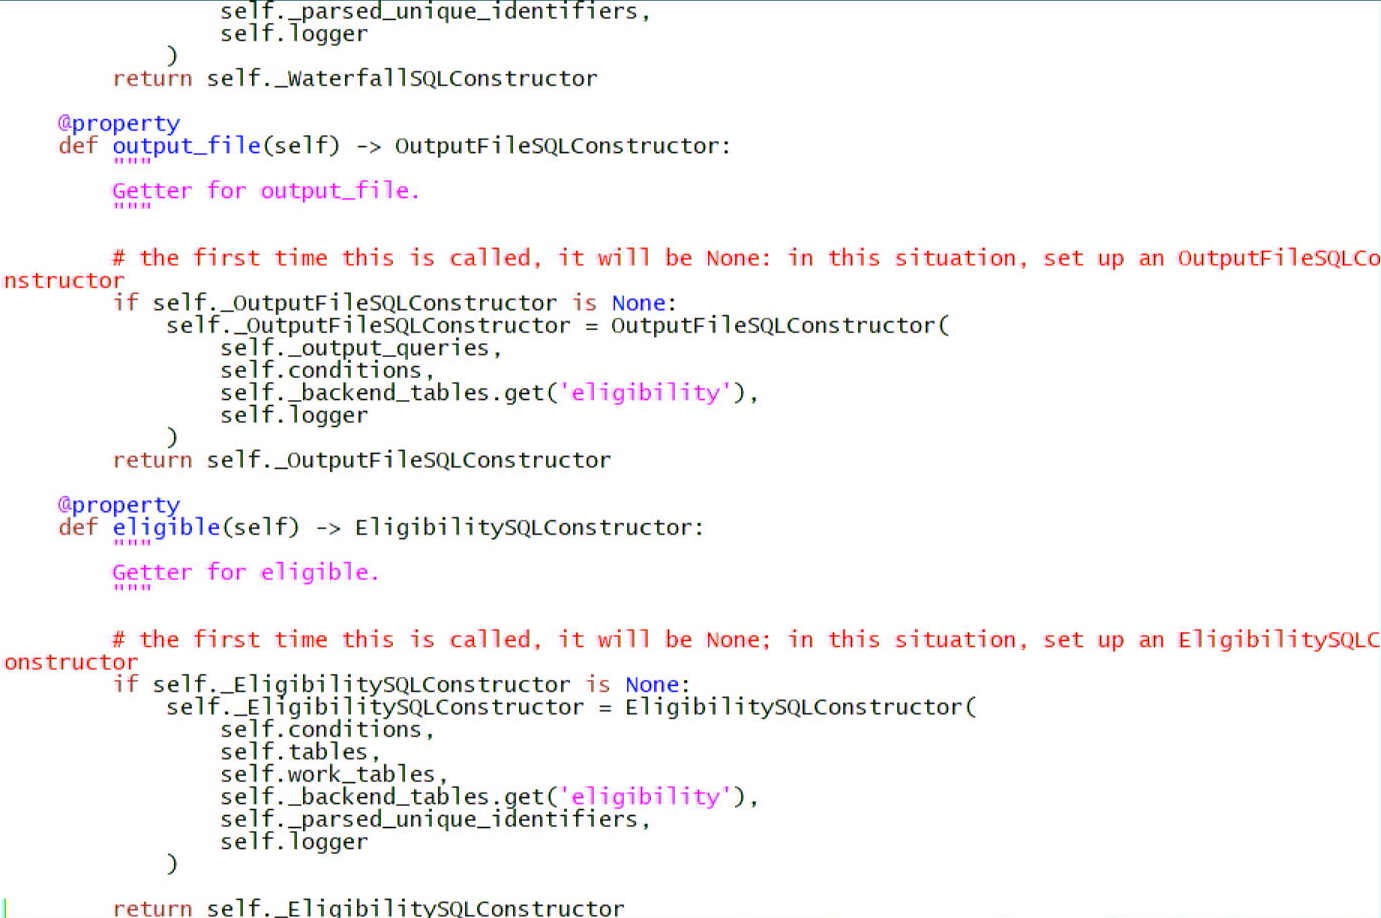 self._parsed_unique_identifiers,
                self.logger
            )
        return self._WaterfallSQLConstructor

    @property
    def output_file(self) -> OutputFileSQLConstructor:
        """
        Getter for output_file.
        """

        # the first time this is called, it will be None: in this situation, set up an OutputFileSQLCo
nstructor
        if self._OutputFileSQLConstructor is None:
            self._OutputFileSQLConstructor = OutputFileSQLConstructor(
                self._output_queries,
                self.conditions,
                self._backend_tables.get('eligibility'),
                self.logger
            )
        return self._OutputFileSQLConstructor

    @property
    def eligible(self) -> EligibilitySQLConstructor:
        """
        Getter for eligible.
        """

        # the first time this is called, it will be None; in this situation, set up an EligibilitySQLC
onstructor
        if self._EligibilitySQLConstructor is None:
            self._EligibilitySQLConstructor = EligibilitySQLConstructor(
                self.conditions,
                self.tables,
                self.work_tables,
                self._backend_tables.get('eligibility'),
                self._parsed_unique_identifiers,
                self.logger
            )

        return self._EligibilitySQLConstructor